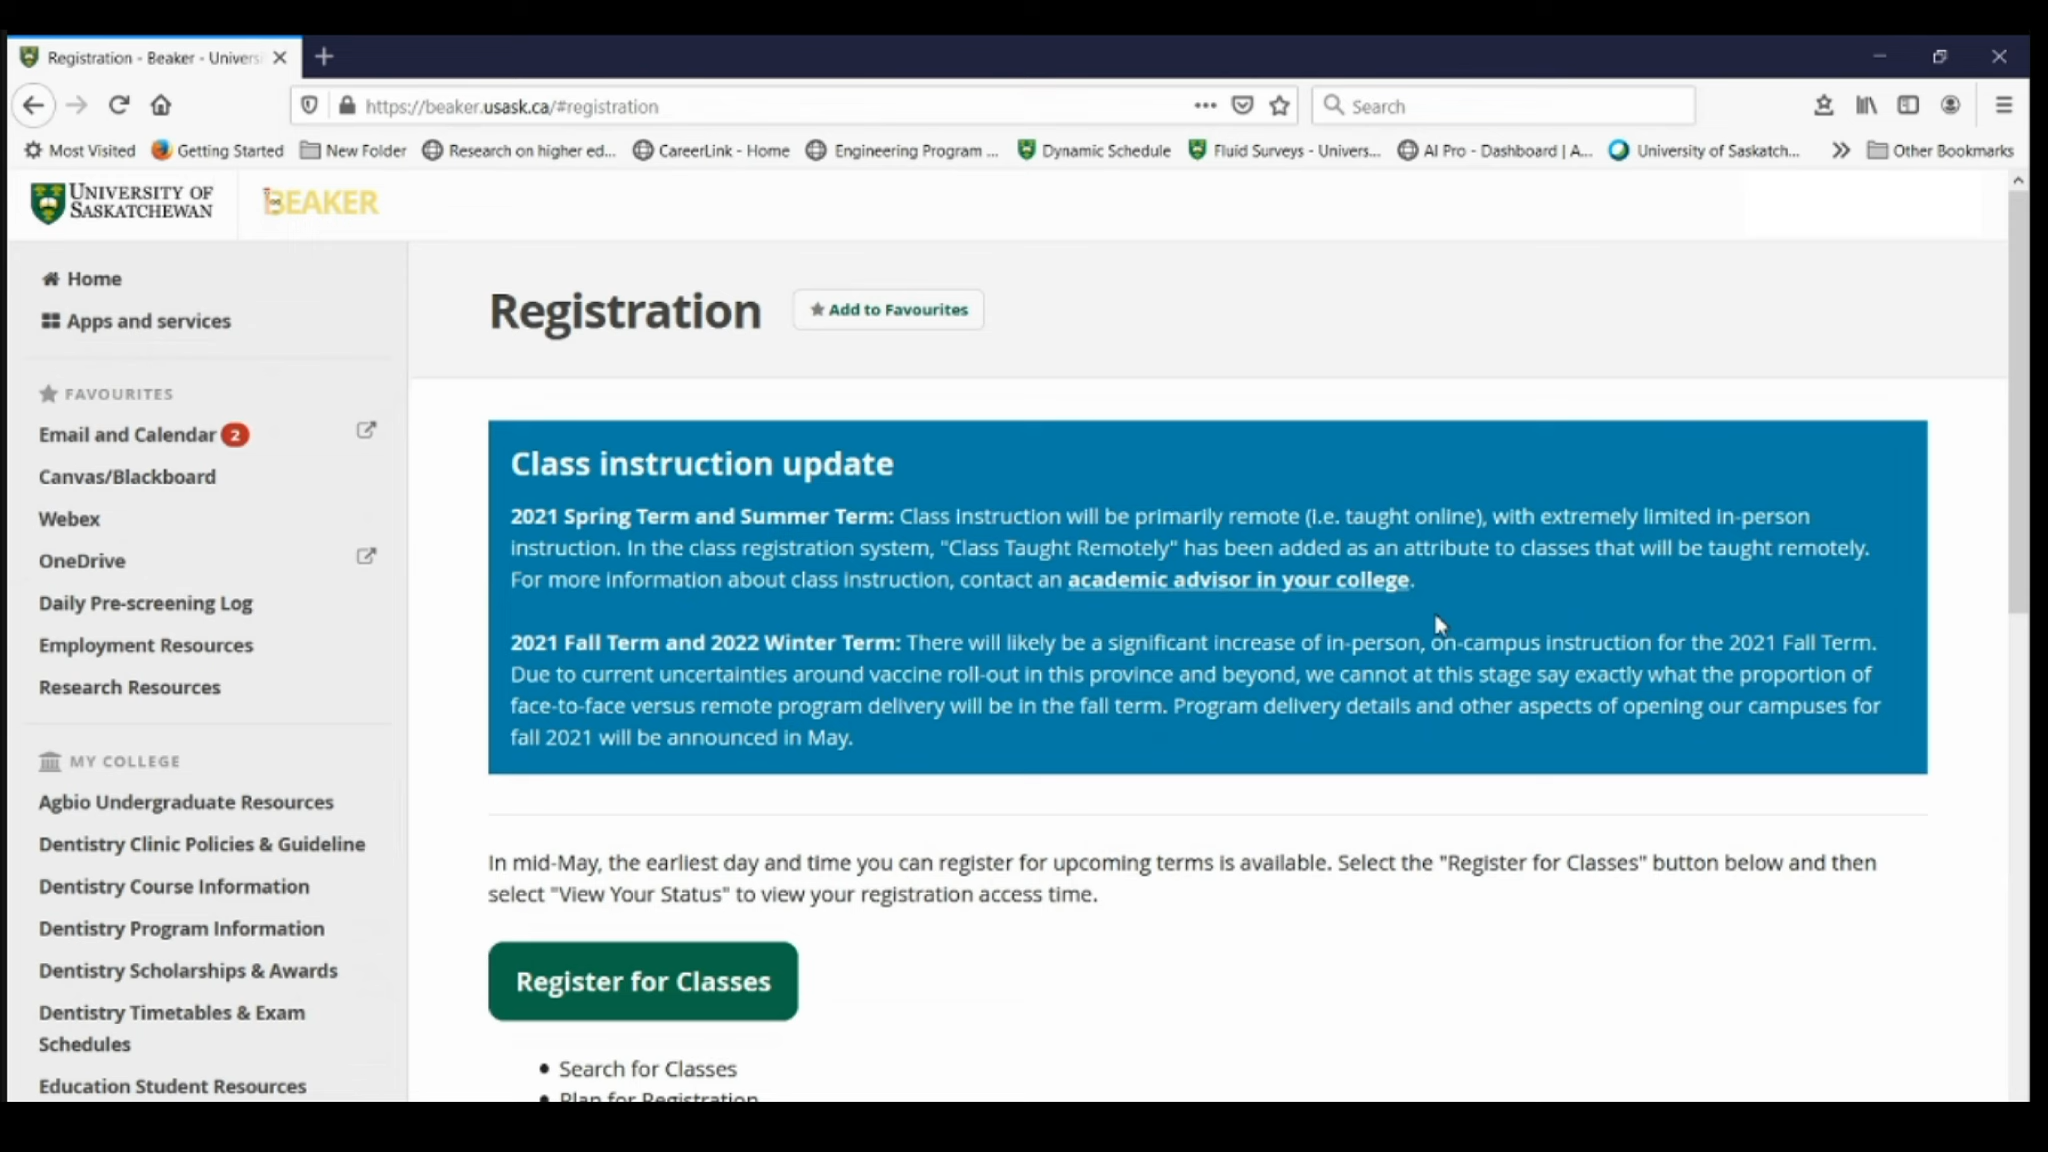 Registration - Beaker - Univers
https://beaker.usask.ca/#registration
Search
Most Visited
Getting Started
New Folder
Research on higher ed...
CareerLink - Home
Engineering Program ...
Dynamic Schedule
Fluid Surveys - Univers...
AI Pro - Dashboard | A...
University of Saskatch...
Other Bookmarks
UNIVERSITY OF
SASKATCHEWAN
BEAKER
Home
Apps and services
FAVOURITES
Email and Calendar 2
Canvas/Blackboard
Webex
OneDrive
Daily Pre-screening Log
Employment Resources
Research Resources
MY COLLEGE
Agbio Undergraduate Resources
Dentistry Clinic Policies & Guideline
Dentistry Course Information
Dentistry Program Information
Dentistry Scholarships & Awards
Dentistry Timetables & Exam
Schedules
Education Student Resources
Registration
Add to Favourites
Class instruction update
2021 Spring Term and Summer Term: Class instruction will be primarily remote (i.e. taught online), with extremely limited in-person
instruction. In the class registration system, "Class Taught Remotely" has been added as an attribute to classes that will be taught remotely.
For more information about class instruction, contact an academic advisor in your college.
2021 Fall Term and 2022 Winter Term: There will likely be a significant increase of in-person, on-campus instruction for the 2021 Fall Term.
Due to current uncertainties around vaccine roll-out in this province and beyond, we cannot at this stage say exactly what the proportion of
face-to-face versus remote program delivery will be in the fall term. Program delivery details and other aspects of opening our campuses for
fall 2021 will be announced in May.
In mid-May, the earliest day and time you can register for upcoming terms is available. Select the "Register for Classes" button below and then
select "View Your Status" to view your registration access time.
Register for Classes
• Search for Classes
• Plan for Registration